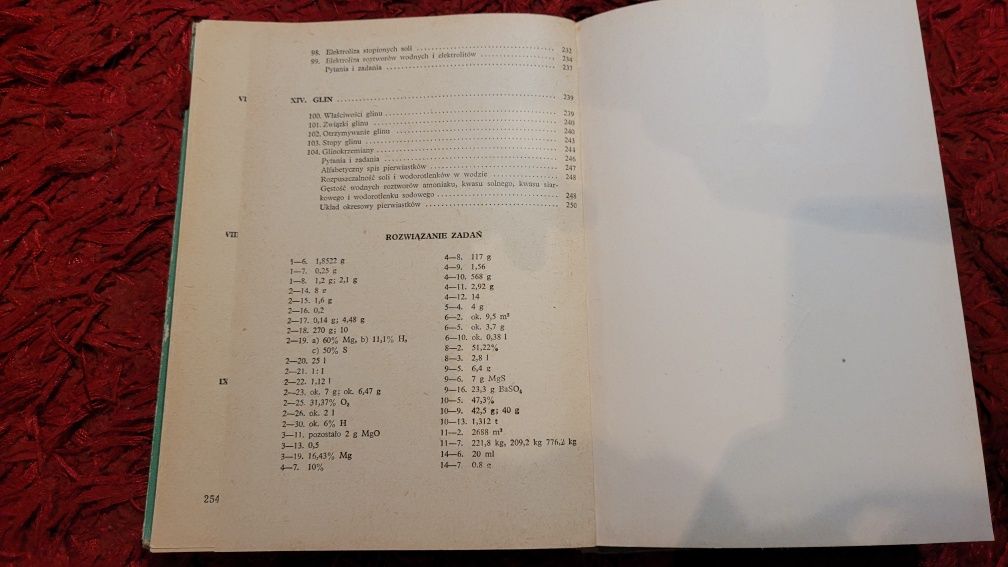 98. Elektroliza stopionych soli . . . . 232
99. Elektroliza roztworów wodnych i elektrolitów . . . . 234
Pytania i zadania . . . . 237
VI
XIV. GLIN . . . . 239
100. Właściwości glinu . . . . 239
101. Związki glinu . . . . 240
102. Otrzymywanie glinu . . . . 240
103. Stopy glinu . . . . 243
104. Glinokrzemiany . . . . 244
Pytania i zadania . . . . 246
Alfabetyczny spis pierwiastków . . . . 247
Rozpuszczalność soli i wodorotlenków w wodzie . . . . 248
Gęstość wodnych roztworów amoniaku, kwasu solnego, kwasu siar-
kowego i wodorotlenku sodowego . . . . 248
Układ okresowy pierwiastków . . . . 250
VII
ROZWIĄZANIE ZADAŃ
1—6. 1,8522 g
1—7. 0,25 g
1—8. 1,2 g; 2,1 g
2—14. 8 g
2—15. 1,6 g
2—16. 0,2
2—17. 0,14 g; 4,48 g
2—18. 270 g; 10
2—19. a) 60% Mg, b) 11,1% H,
c) 50% S
2—20. 25 l
2—21. 1:1
IX
2—22. 1,12 l
2—23. ok. 7 g; ok. 6,47 g
2—25. 31,37% O₂
2—26. ok. 2 l
2—30. ok. 6% H
3—11. pozostało 2 g MgO
3—13. 0,5
3—19. 16,43% Mg
4—7. 10%
4—8. 117 g
4—9. 1,56
4—10. 568 g
4—11. 2,92 g
4—12. 14
5—4. 4 g
6—2. ok. 9,5 m³
6—5. ok. 3,7 g
6—10. ok. 0,38 l
8—2. 51,22%
8—3. 2,8 l
9—5. 6,4 g
9—6. 7 g MgS
9—16. 23,3 g BaSO₄
10—5. 47,3%
10—9. 42,5 g; 40 g
10—13. 1,312 t
11—2. 2688 m³
11—7. 221,8 kg, 209,2 kg 776,2 kg
14—6. 20 ml
14—7 0.8 g
254